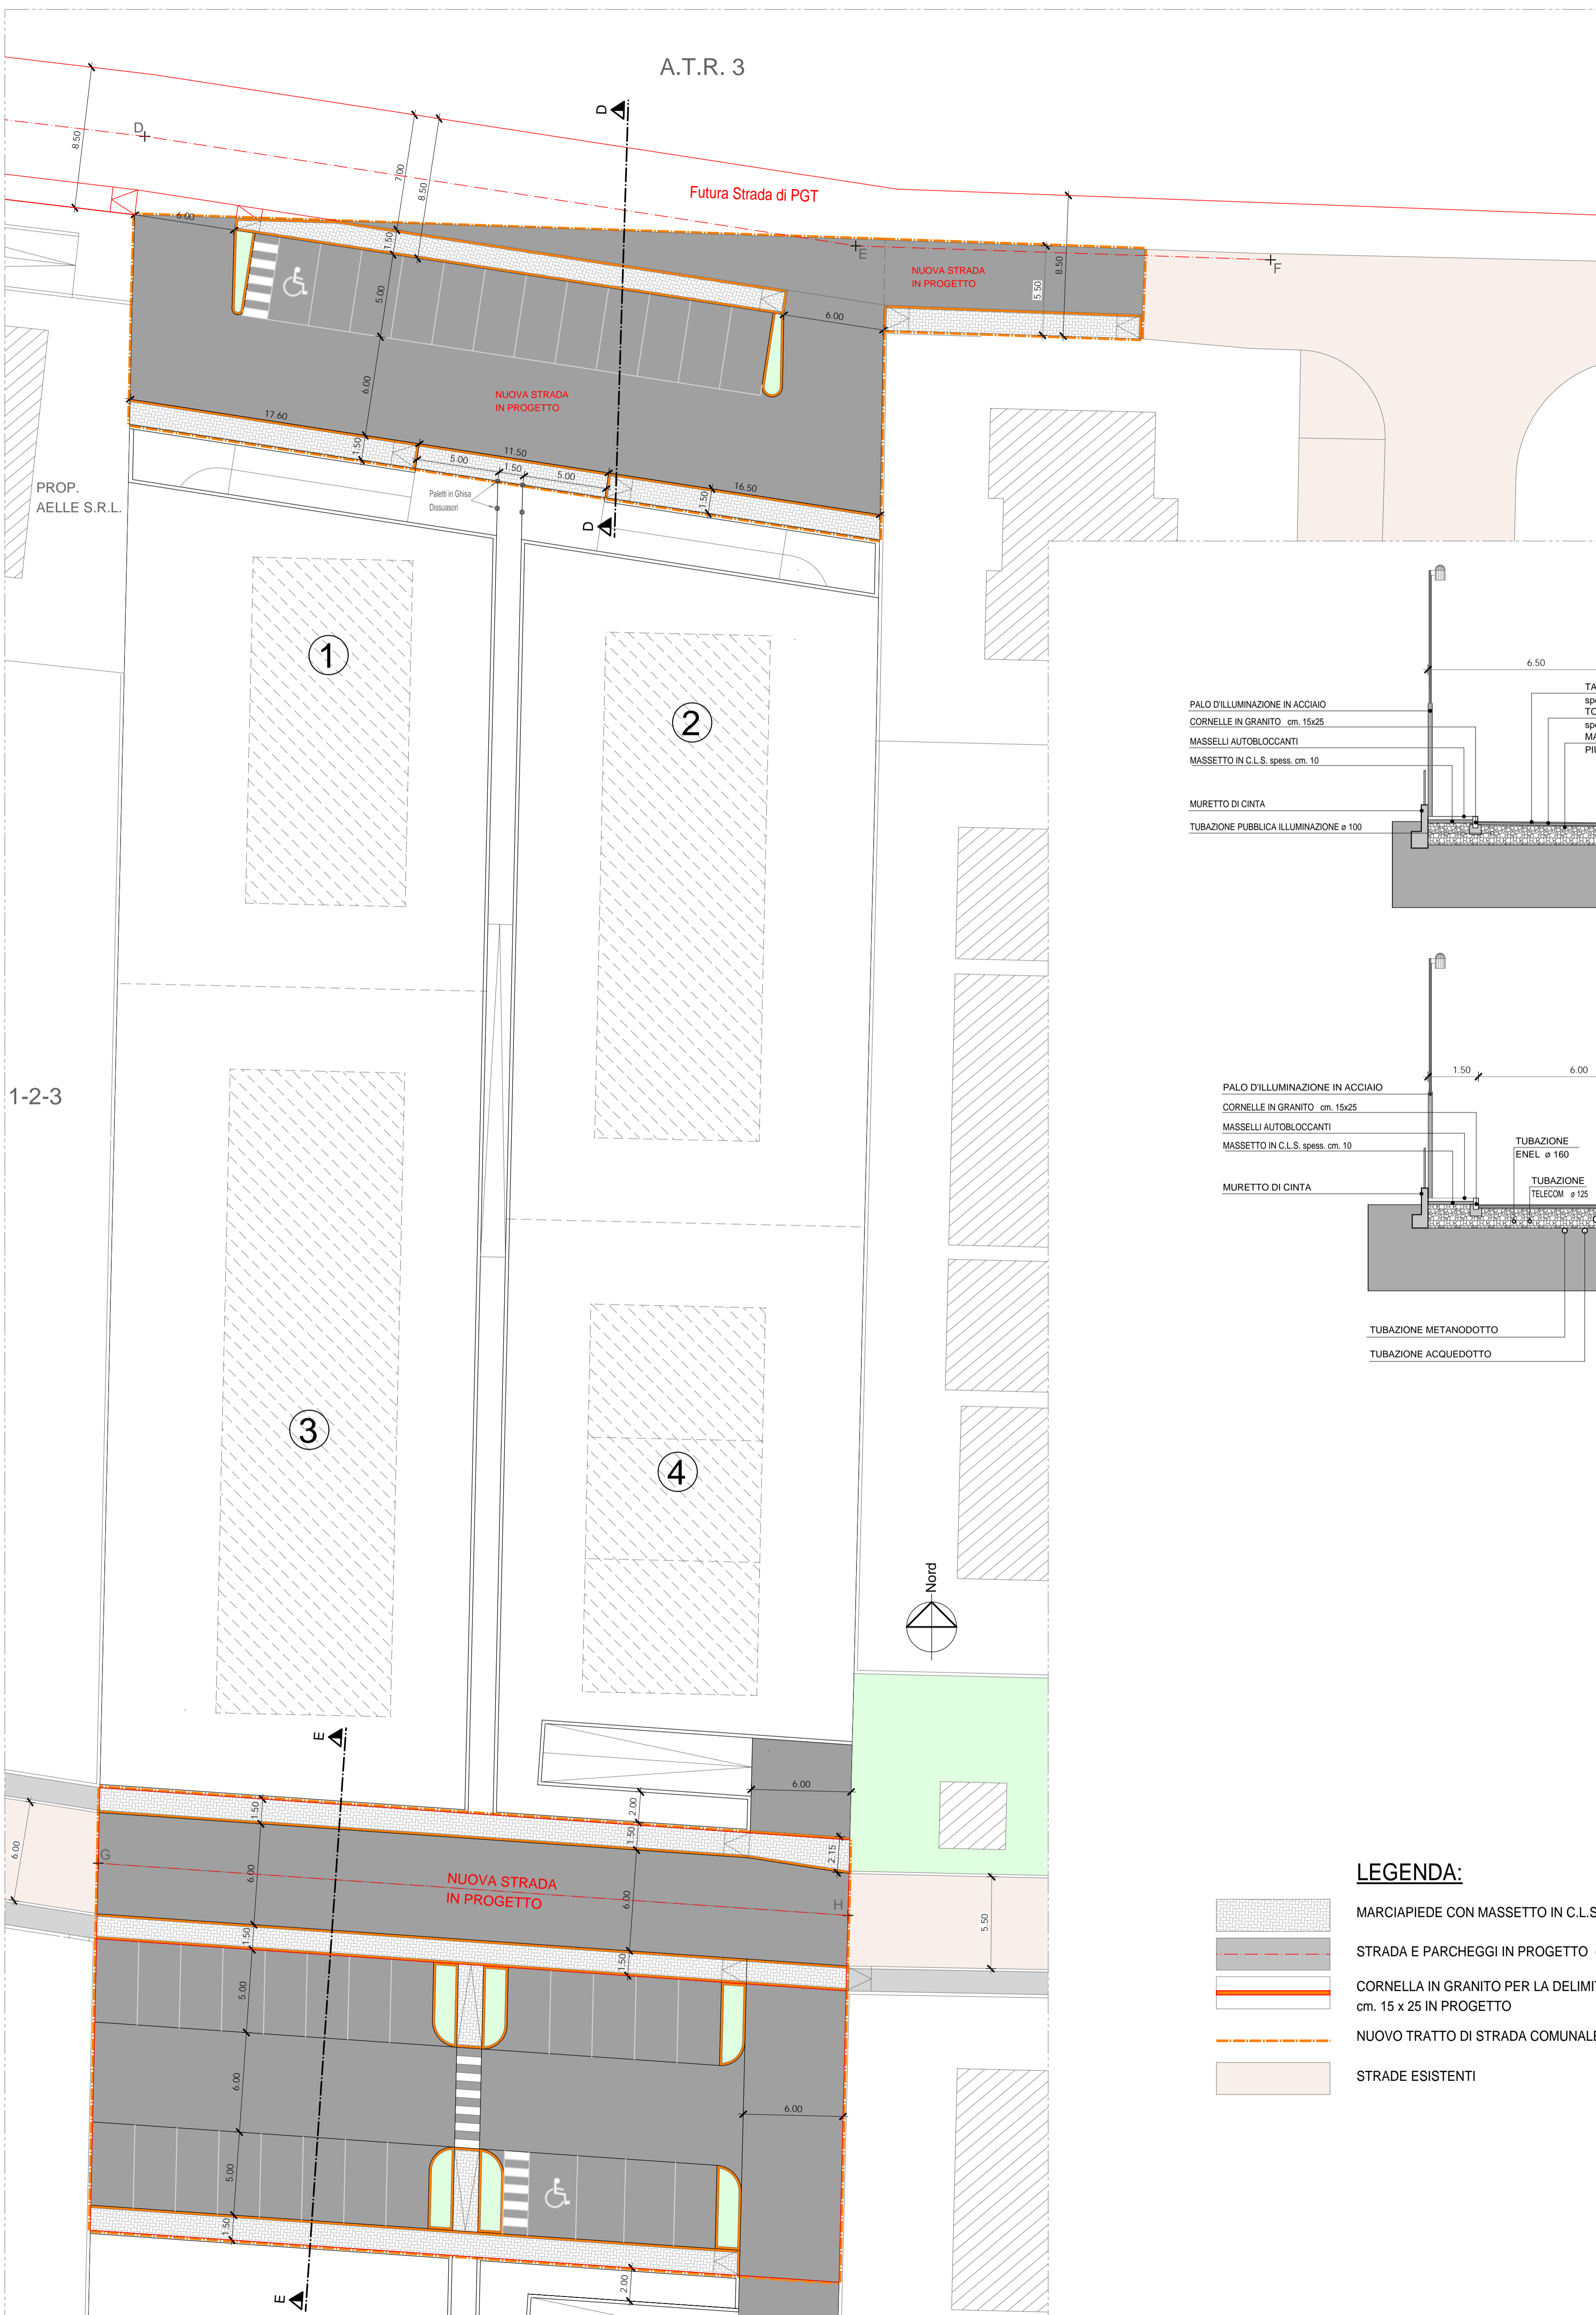 A.T.R. 3
D
D
8.50
7.00
8.50
Futura Strada di PGT
6.00
1.50
E
F
NUOVA STRADA
IN PROGETTO
5.50
8.50
5.00
6.00
6.00
NUOVA STRADA
IN PROGETTO
17.60
1.50
11.50
5.00
1.50
5.00
16.50
1.50
Paletti in Ghisa
Dissuasori
D
PROP.
AELLE S.R.L.
1
2
6.50
TA
spe
TO
spe
MA
PIU
PALO D'ILLUMINAZIONE IN ACCIAIO
CORNELLE IN GRANITO cm. 15x25
MASSELLI AUTOBLOCCANTI
MASSETTO IN C.L.S. spess. cm. 10
MURETTO DI CINTA
TUBAZIONE PUBBLICA ILLUMINAZIONE ø 100
1-2-3
1.50
6.00
PALO D'ILLUMINAZIONE IN ACCIAIO
CORNELLE IN GRANITO cm. 15x25
MASSELLI AUTOBLOCCANTI
MASSETTO IN C.L.S. spess. cm. 10
MURETTO DI CINTA
TUBAZIONE
ENEL ø 160
TUBAZIONE
TELECOM ø 125
TUBAZIONE METANODOTTO
TUBAZIONE ACQUEDOTTO
3
4
Nord
E
6.00
2.00
1.50
1.50
2.15
6.00
G
6.00
NUOVA STRADA
IN PROGETTO
6.00
H
5.50
1.50
1.50
5.00
6.00
6.00
5.00
1.50
2.00
E
LEGENDA:
MARCIAPIEDE CON MASSETTO IN C.L.S
STRADA E PARCHEGGI IN PROGETTO
CORNELLA IN GRANITO PER LA DELIMI
cm. 15 x 25 IN PROGETTO
NUOVO TRATTO DI STRADA COMUNALE
STRADE ESISTENTI